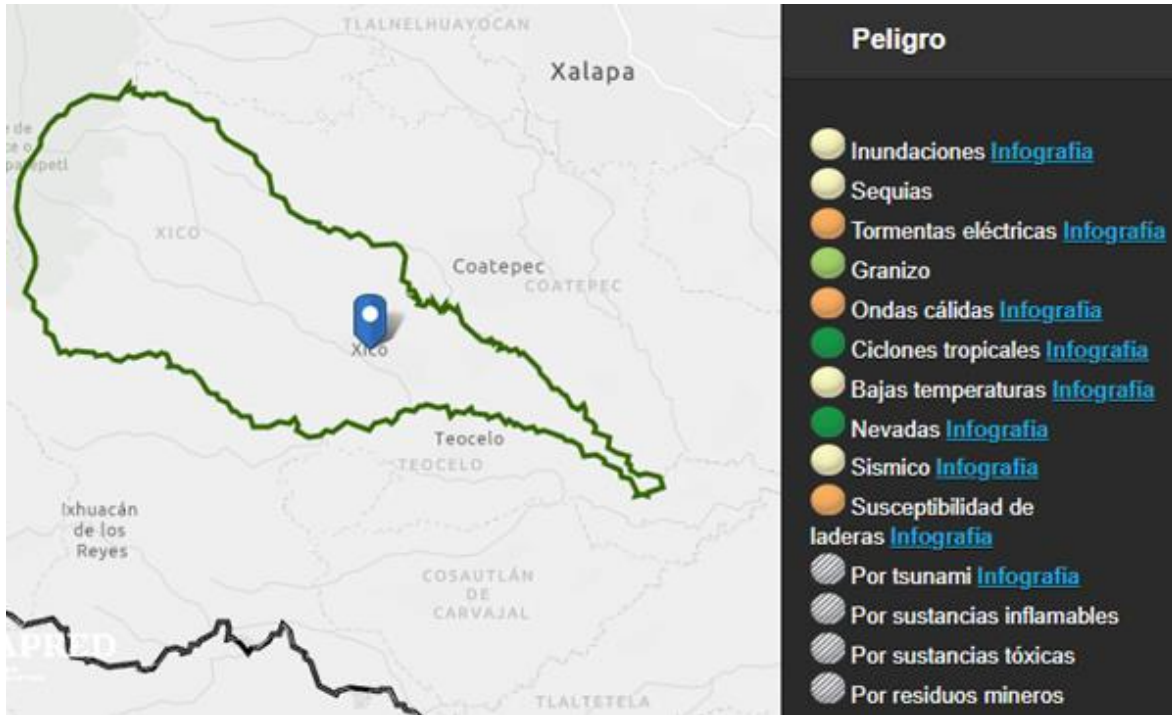 TLALNELHUAYOCAN
Xalapa
XICO
Coatepec
COATEPEC
Xico
Teocelo
TEOCELO
Ixhuacán
de los
Reyes
COSAUTLÁN
DE
CARVAJAL
TLALTETELA
Peligro
Inundaciones Infografia
Sequias
Tormentas eléctricas Infografía
Granizo
Ondas cálidas Infografia
Ciclones tropicales Infografia
Bajas temperaturas Infografia
Nevadas Infografia
Sismico Infografia
Susceptibilidad de
laderas Infografia
Por tsunami Infografia
Por sustancias inflamables
Por sustancias tóxicas
Por residuos mineros